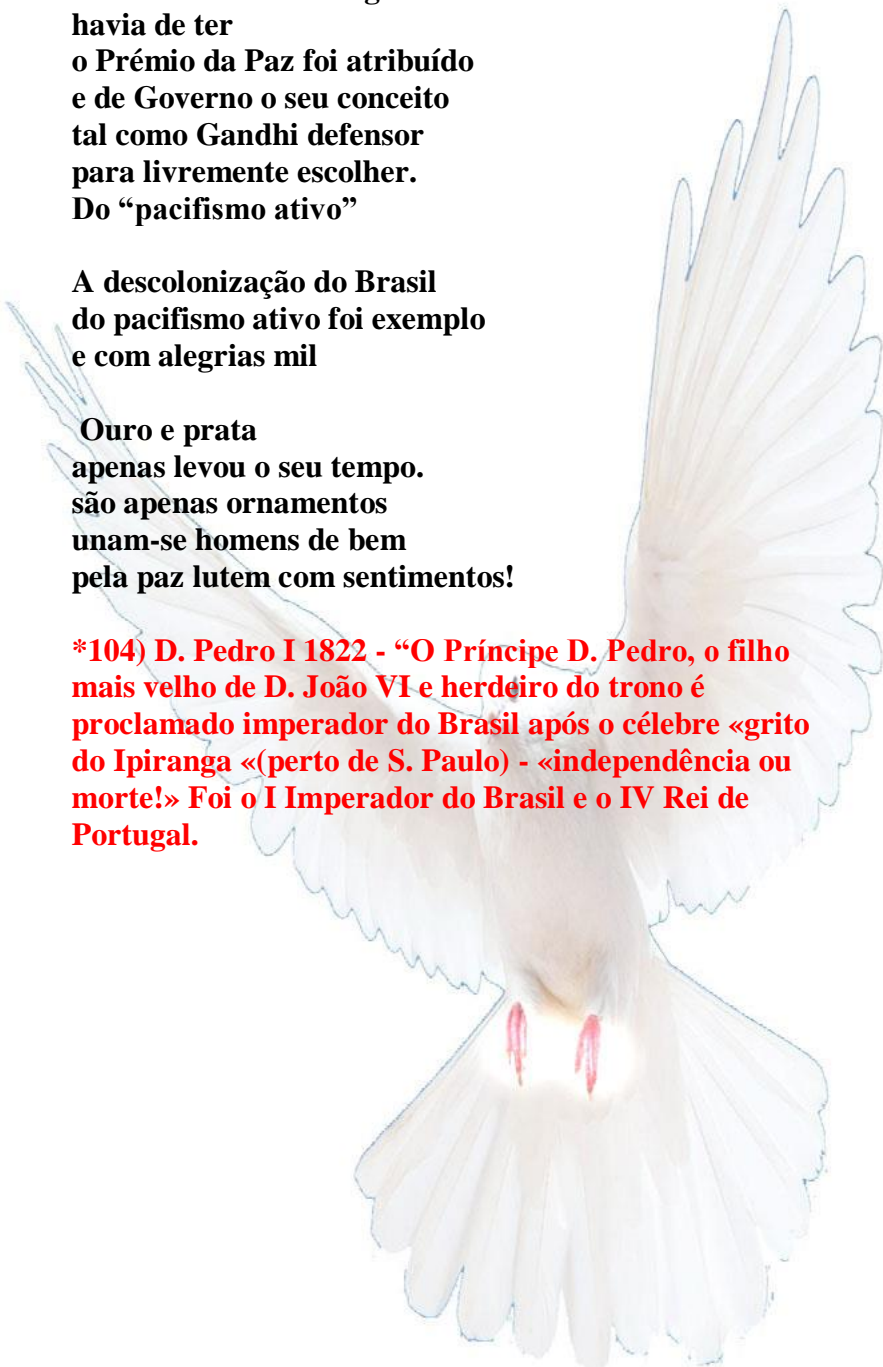 havia de ter
o Prémio da Paz foi atribuído
e de Governo o seu conceito
tal como Gandhi defensor
para livremente escolher.
Do “pacifismo ativo”
A descolonização do Brasil
do pacifismo ativo foi exemplo
e com alegrias mil
Ouro e prata
apenas levou o seu tempo.
são apenas ornamentos
unam-se homens de bem
pela paz lutem com sentimentos!
*104) D. Pedro I 1822 - “O Príncipe D. Pedro, o filho
mais velho de D. João VI e herdeiro do trono é
proclamado imperador do Brasil após o célebre «grito
do Ipiranga «(perto de S. Paulo) - «independência ou
morte!» Foi o I Imperador do Brasil e o IV Rei de
Portugal.